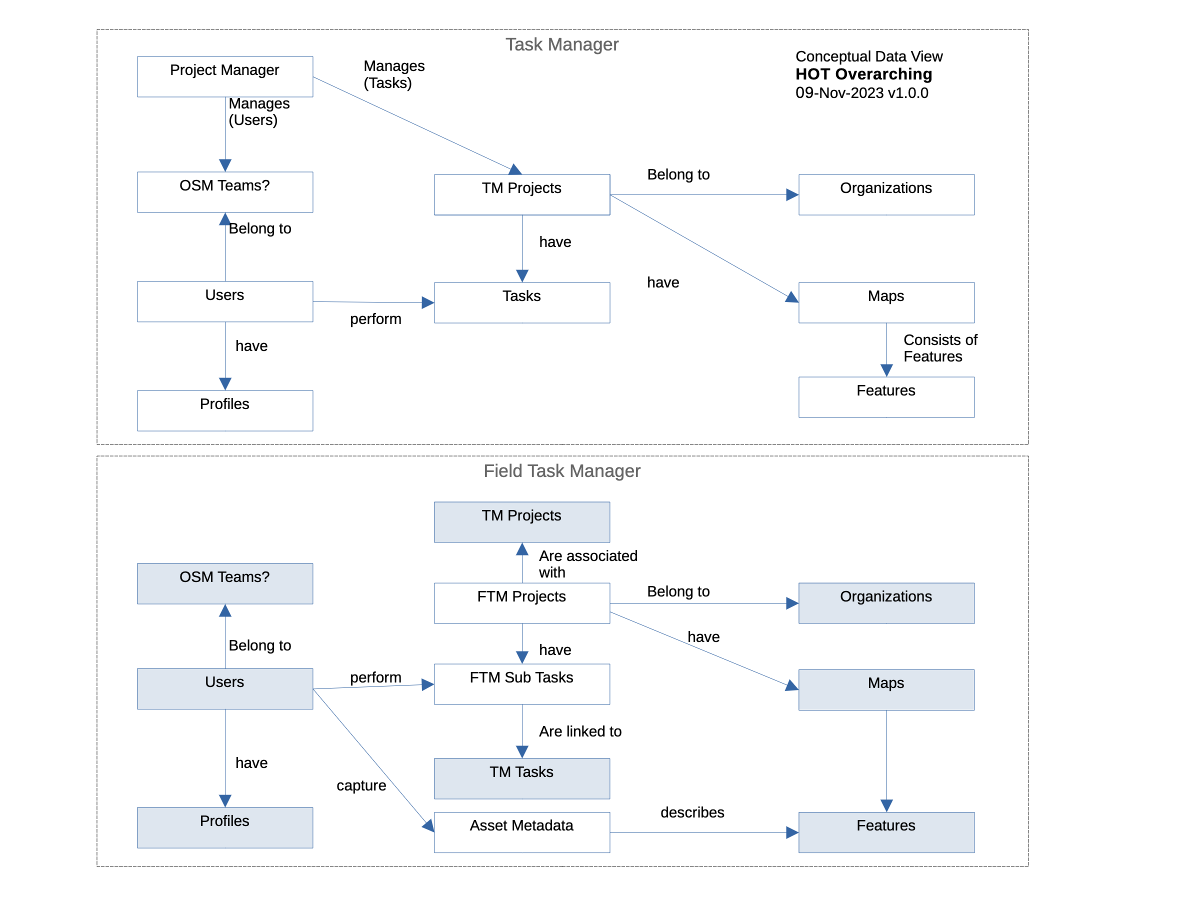 Task Manager
Conceptual Data View
HOT Overarching
09-Nov-2023 v1.0.0
Project Manager
Manages
(Tasks)
Manages
(Users)
OSM Teams?
TM Projects
Belong to
Organizations
Belong to
have
have
Users
perform
Tasks
Maps
have
Consists of
Features
Profiles
Features
Field Task Manager
TM Projects
Are associated
with
OSM Teams?
FTM Projects
Belong to
Organizations
Belong to
have
have
Users
perform
FTM Sub Tasks
Maps
Are linked to
have
capture
TM Tasks
Profiles
Asset Metadata
describes
Features